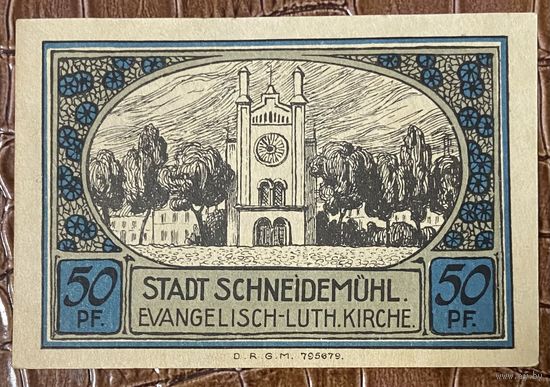 50 PF.
STADT SCHNEIDEMÜHL.
EVANGELISCH-LUTH. KIRCHE.
50 PF.
D. R. G. M. 795679.